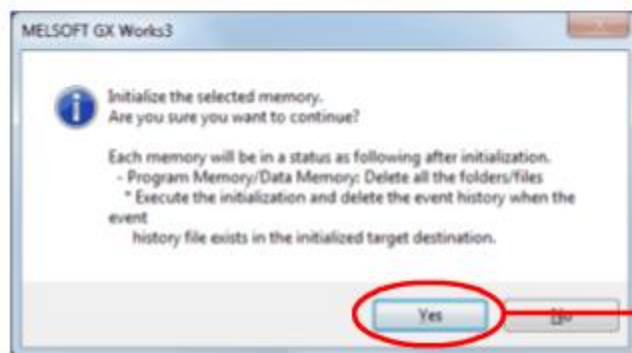 MELSOFT GX Works3
Initialize the selected memory.
Are you sure you want to continue?
Each memory will be in a status as following after initialization.
- Program Memory/Data Memory: Delete all the folders/files
* Execute the initialization and delete the event history when the
event
history file exists in the initialized target destination.
Yes
No